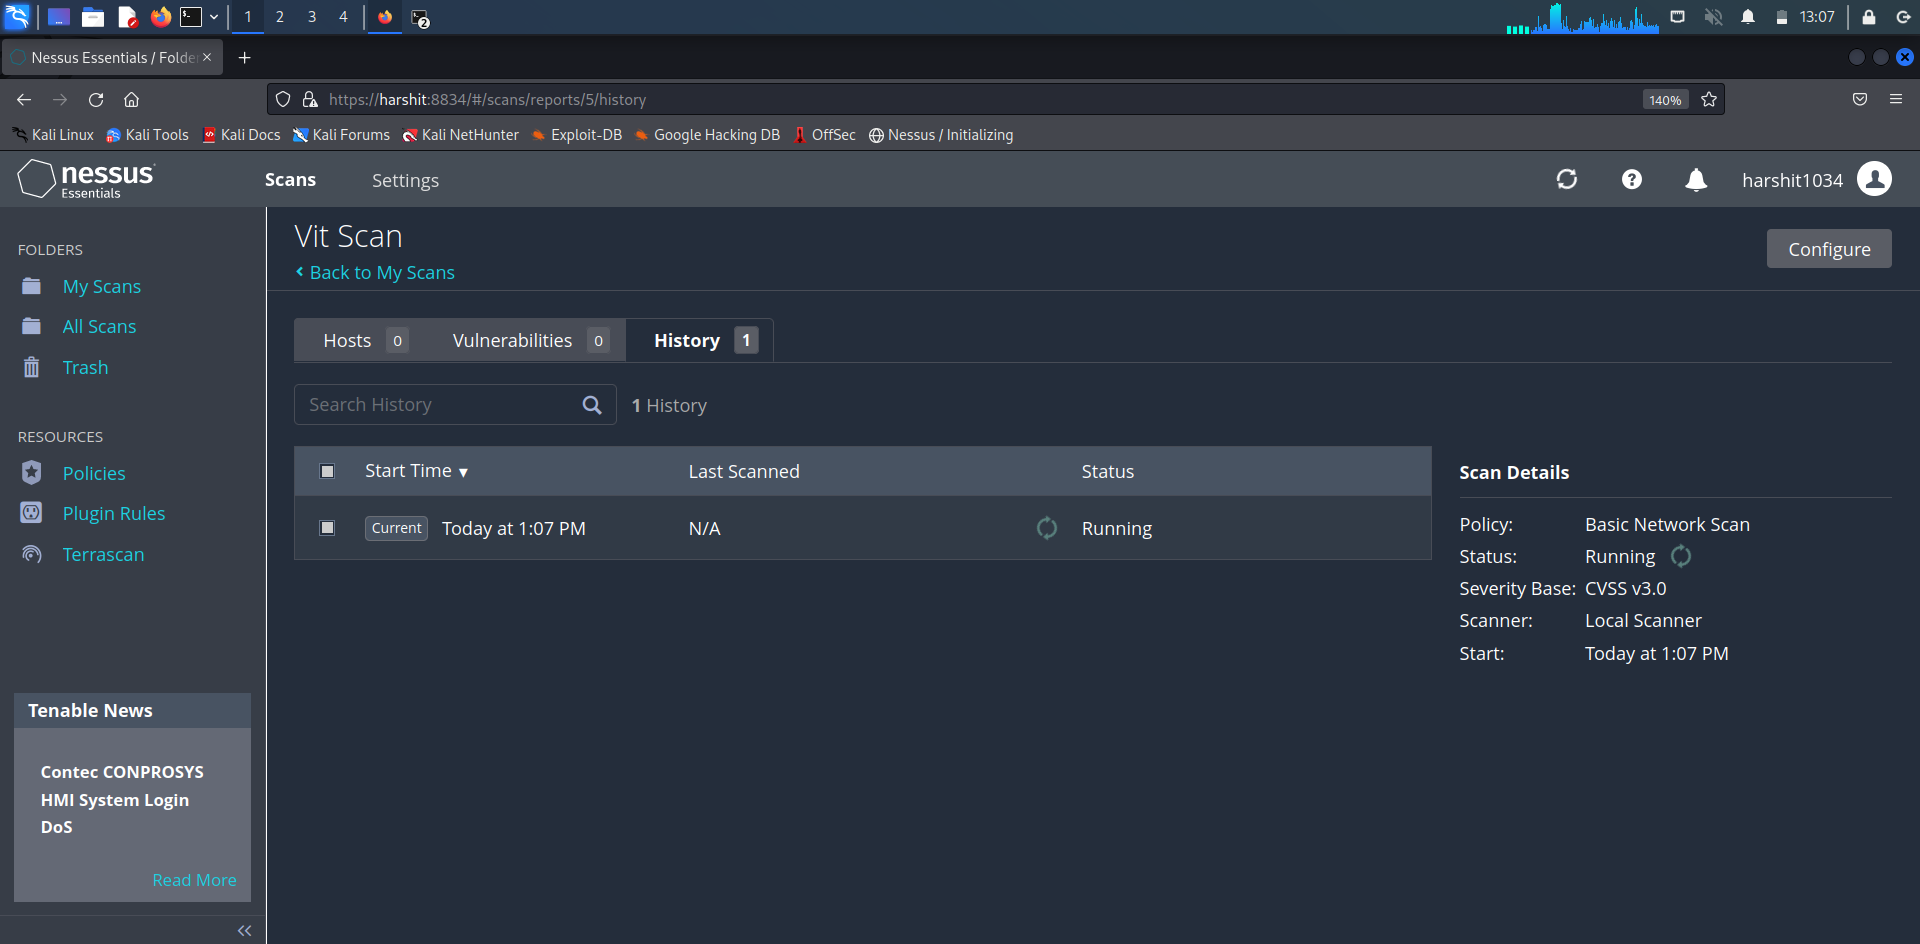 1 2 3 4 2 13:07
Nessus Essentials / Folde
https://harshit:8834/#/scans/reports/5/history 140%
Kali Linux Kali Tools Kali Docs Kali Forums Kali NetHunter Exploit-DB Google Hacking DB OffSec Nessus / Initializing
nessus
Essentials
Scans Settings harshit1034
FOLDERS
My Scans
All Scans
Trash
RESOURCES
Policies
Plugin Rules
Terrascan
Tenable News
Contec CONPROSYS
HMI System Login
DoS
Read More
Vit Scan
Back to My Scans
Configure
Hosts 0 Vulnerabilities 0 History 1
Search History 1 History
Start Time Last Scanned Status
Current Today at 1:07 PM N/A Running
Scan Details
Policy: Basic Network Scan
Status: Running
Severity Base: CVSS v3.0
Scanner: Local Scanner
Start: Today at 1:07 PM